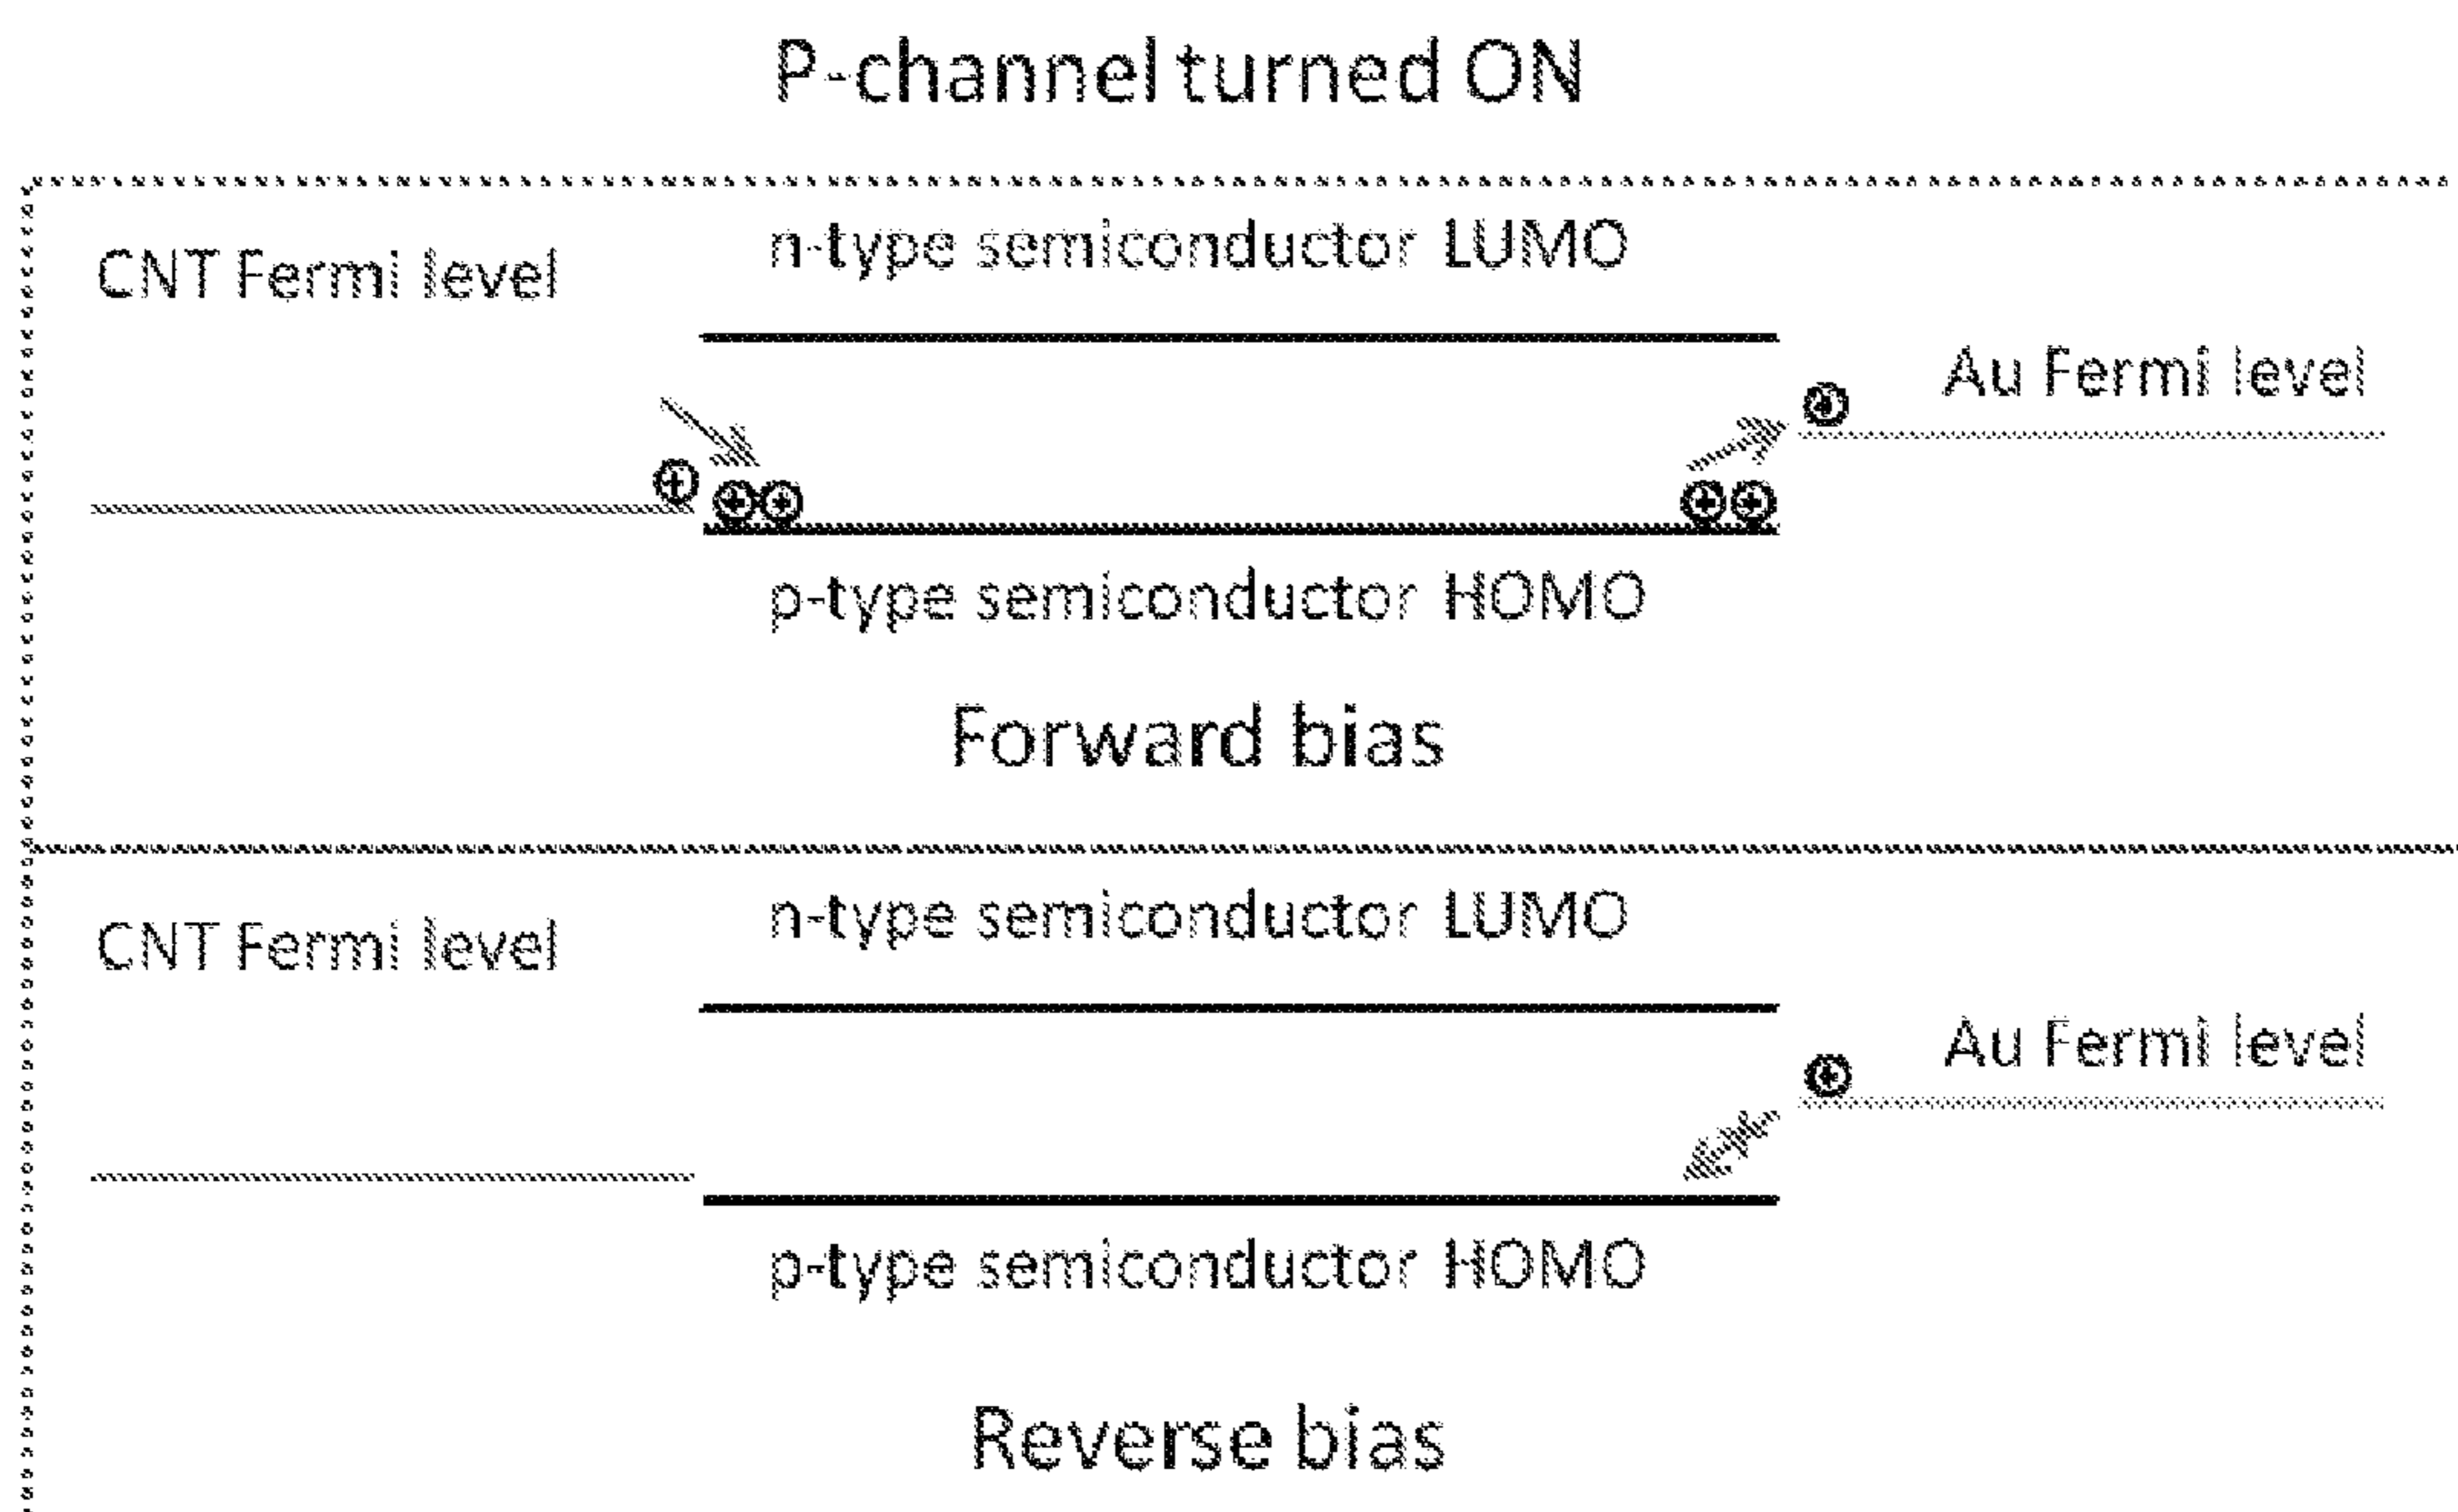 P-channel turned ON
n-type semiconductor LUMO
CNT Fermi level
Au Fermi level
p-type semiconductor HOMO
Forward bias
n-type semiconductor LUMO
CNT Fermi level
Au Fermi level
p-type semiconductor HOMO
Reverse bias